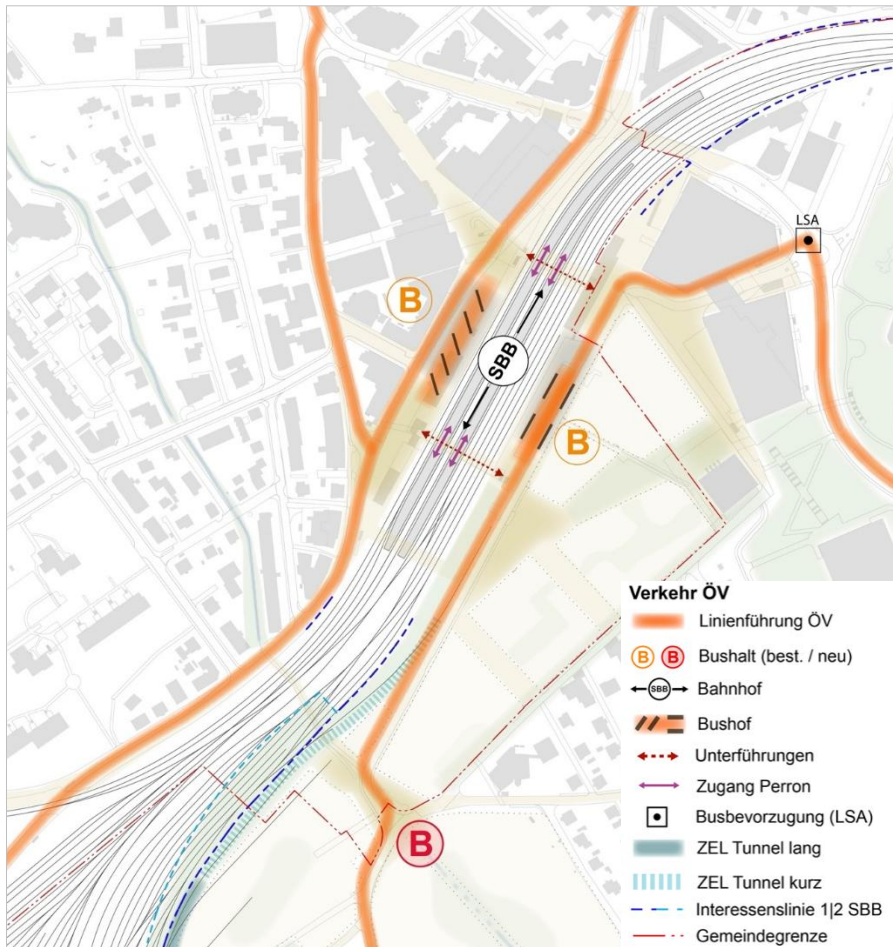 LSA
B
SBB
B
B
Verkehr ÖV
Linienführung ÖV
B B Bushalt (best. / neu)
SBB Bahnhof
Bushof
Unterführungen
Zugang Perron
Busbevorzugung (LSA)
ZEL Tunnel lang
ZEL Tunnel kurz
Interessenslinie 1|2 SBB
Gemeindegrenze